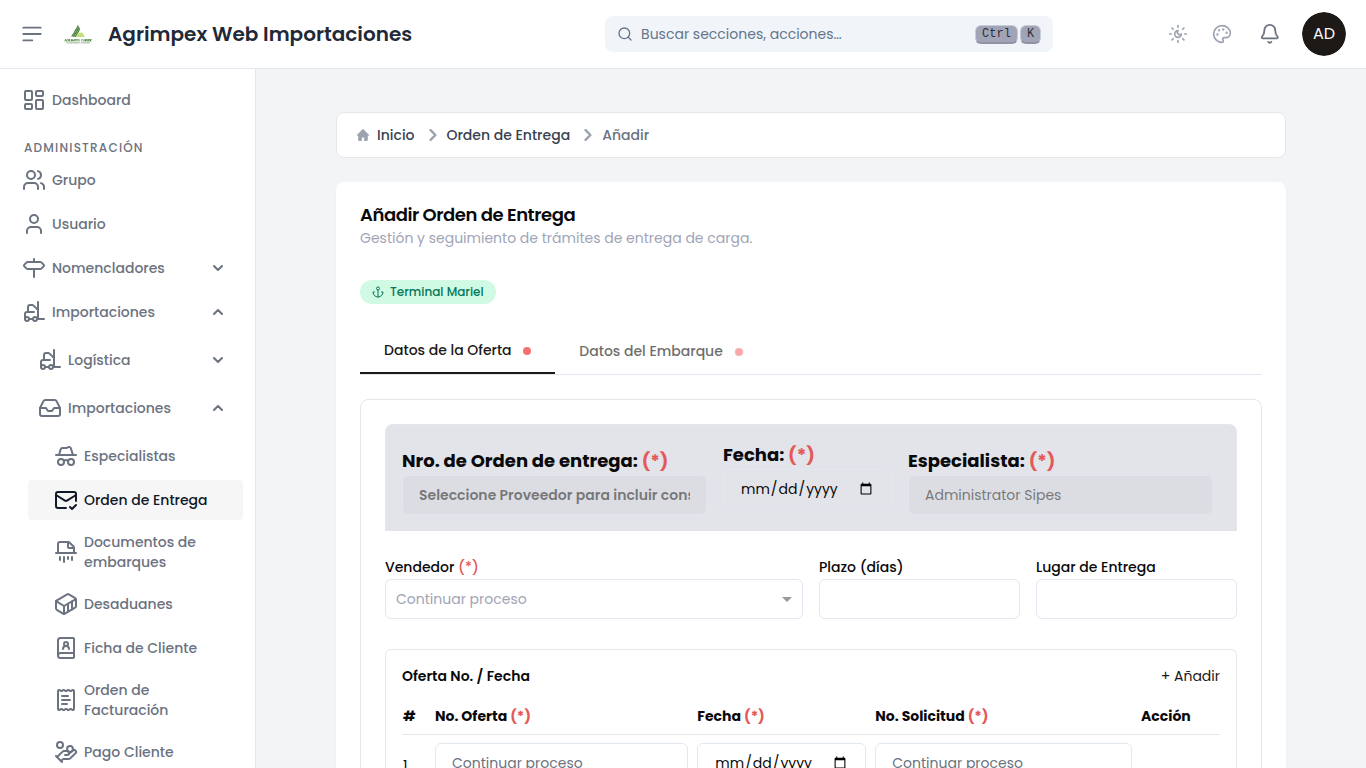 Agrimpex Web Importaciones
Buscar secciones, acciones…
Ctrl K
AD
Dashboard
ADMINISTRACIÓN
Grupo
Usuario
Nomencladores
Importaciones
Logística
Importaciones
Especialistas
Orden de Entrega
Documentos de
embarques
Desaduanes
Ficha de Cliente
Orden de
Facturación
Pago Cliente
Inicio
Orden de Entrega
Añadir
Añadir Orden de Entrega
Gestión y seguimiento de trámites de entrega de carga.
Terminal Mariel
Datos de la Oferta
Datos del Embarque
Nro. de Orden de entrega: (*)
Fecha: (*)
Especialista: (*)
Seleccione Proveedor para incluir cons
mm/dd/yyyy
Administrator Sipes
Vendedor (*)
Plazo (días)
Lugar de Entrega
Continuar proceso
Oferta No. / Fecha
+ Añadir
# No. Oferta (*) Fecha (*) No. Solicitud (*) Acción
1 Continuar proceso mm/dd/yyyy Continuar proceso